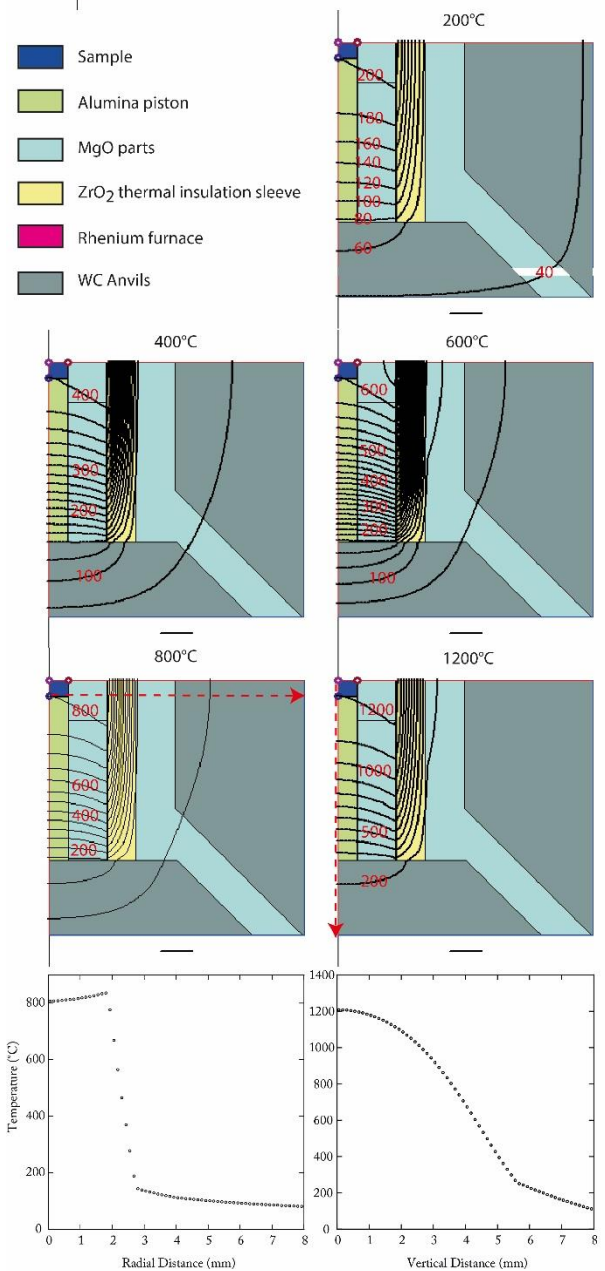 200°C
Sample
Alumina piston
MgO parts
ZrO2 thermal insulation sleeve
Rhenium furnace
WC Anvils
200
180
160
140
120
100
80
60
40
400°C
400
300
200
100
600°C
600
500
400
300
200
100
800°C
800
600
400
200
1200°C
1200
1000
500
200
Temperature (°C)
800
600
400
200
0
0 1 2 3 4 5 6 7 8
Radial Distance (mm)
1400
1200
1000
800
600
400
200
0
0 1 2 3 4 5 6 7 8
Vertical Distance (mm)